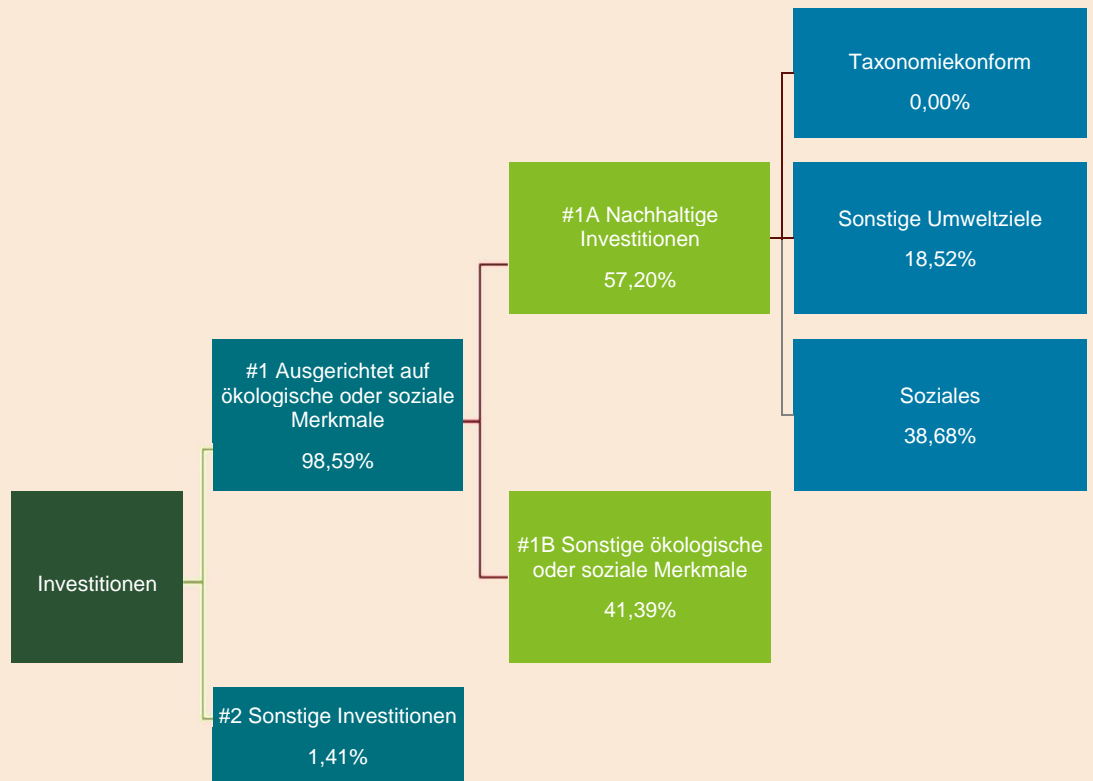 Taxonomiekonform
0,00%
#1A Nachhaltige
Investitionen
57,20%
Sonstige Umweltziele
18,52%
#1 Ausgerichtet auf
ökologische oder soziale
Merkmale
98,59%
Soziales
38,68%
Investitionen
#1B Sonstige ökologische
oder soziale Merkmale
41,39%
#2 Sonstige Investitionen
1,41%